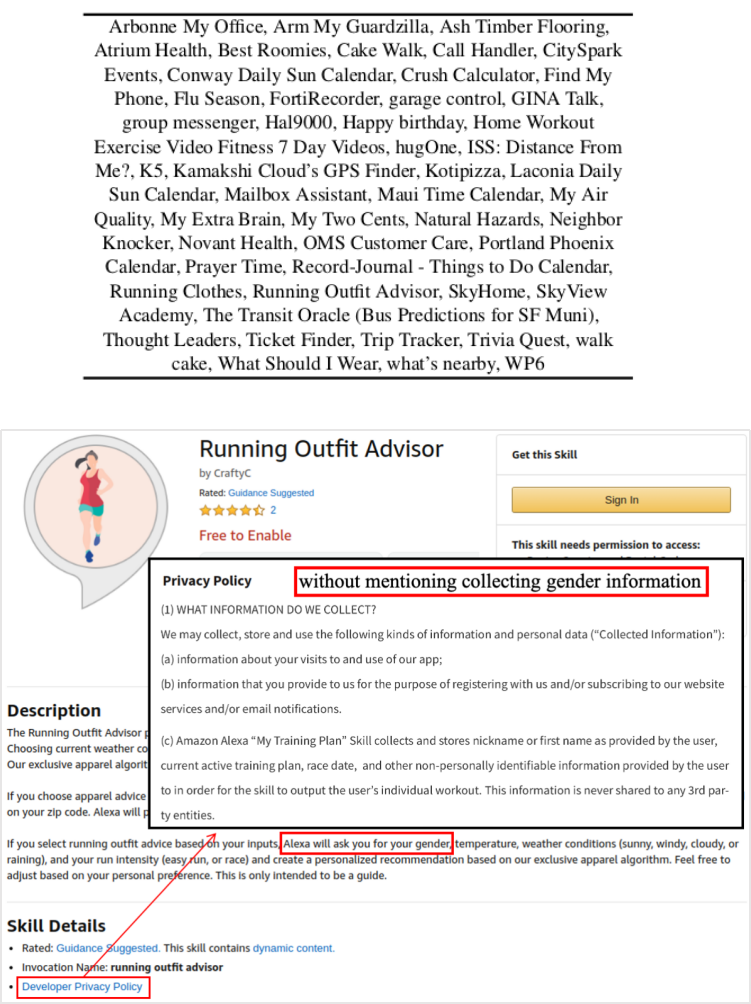 Arbonne My Office, Arm My Guardzilla, Ash Timber Flooring,
Atrium Health, Best Roomies, Cake Walk, Call Handler, CitySpark
Events, Conway Daily Sun Calendar, Crush Calculator, Find My
Phone, Flu Season, FortiRecorder, garage control, GINA Talk,
group messenger, Hal9000, Happy birthday, Home Workout
Exercise Video Fitness 7 Day Videos, hugOne, ISS: Distance From
Me?, K5, Kamakshi Cloud's GPS Finder, Kotipizza, Laconia Daily
Sun Calendar, Mailbox Assistant, Maui Time Calendar, My Air
Quality, My Extra Brain, My Two Cents, Natural Hazards, Neighbor
Knocker, Novant Health, OMS Customer Care, Portland Phoenix
Calendar, Prayer Time, Record-Journal - Things to Do Calendar,
Running Clothes, Running Outfit Advisor, SkyHome, SkyView
Academy, The Transit Oracle (Bus Predictions for SF Muni),
Thought Leaders, Ticket Finder, Trip Tracker, Trivia Quest, walk
cake, What Should I Wear, what's nearby, WP6
Running Outfit Advisor
by CraftyC
Rated: Guidance Suggested
2
Free to Enable
Get this Skill
Sign In
This skill needs permission to access:
Privacy Policy
without mentioning collecting gender information
(1) WHAT INFORMATION DO WE COLLECT?
We may collect, store and use the following kinds of information and personal data ("Collected Information"):
(a) information about your visits to and use of our app;
(b) information that you provide to us for the purpose of registering with us and/or subscribing to our website
services and/or email notifications.
(c) Amazon Alexa "My Training Plan" Skill collects and stores nickname or first name as provided by the user,
current active training plan, race date, and other non-personally identifiable information provided by the user
to in order for the skill to output the user's individual workout. This information is never shared to any 3rd par-
ty entities.
Description
The Running Outfit Advisor
Choosing current weather
Our exclusive apparel
If you choose apparel advice
on your zip code. Alexa will
If you select running outfit advice based on your inputs, Alexa will ask you for your gender, temperature, weather conditions (sunny, windy, cloudy, or
raining), and your run intensity (easy run, or race) and create a personalized recommendation based on our exclusive apparel algorithm. Feel free to
adjust based on your personal preference. This is only intended to be a guide.
Skill Details
• Rated: Guidance Suggested. This skill contains dynamic content.
• Invocation Name: running outfit advisor
• Developer Privacy Policy